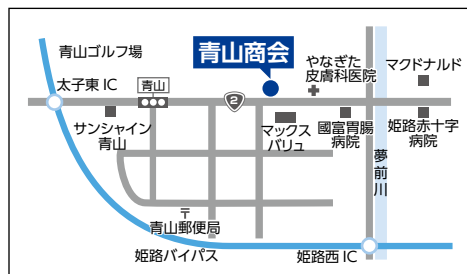 青山ゴルフ場
青山商会
やなぎた
皮膚科医院
マクドナルド
太子東 IC
青山
2
サンシャイン
青山
マックス
バリュ
國富胃腸
病院
姫路赤十字
病院
夢前川
〒
青山郵便局
姫路バイパス
姫路西 IC